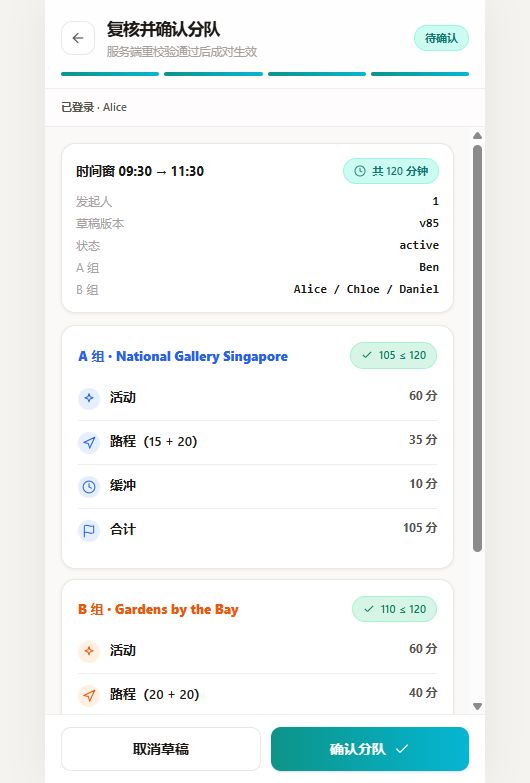 复核并确认分队
服务端重校验通过后成对生效
待确认
已登录 · Alice
时间窗 09:30 → 11:30
共 120 分钟
发起人 1
草稿版本 v85
状态 active
A 组 Ben
B 组 Alice / Chloe / Daniel
A 组 · National Gallery Singapore
105 ≤ 120
活动 60 分
路程（15 + 20） 35 分
缓冲 10 分
合计 105 分
B 组 · Gardens by the Bay
110 ≤ 120
活动 60 分
路程（20 + 20） 40 分
取消草稿
确认分队